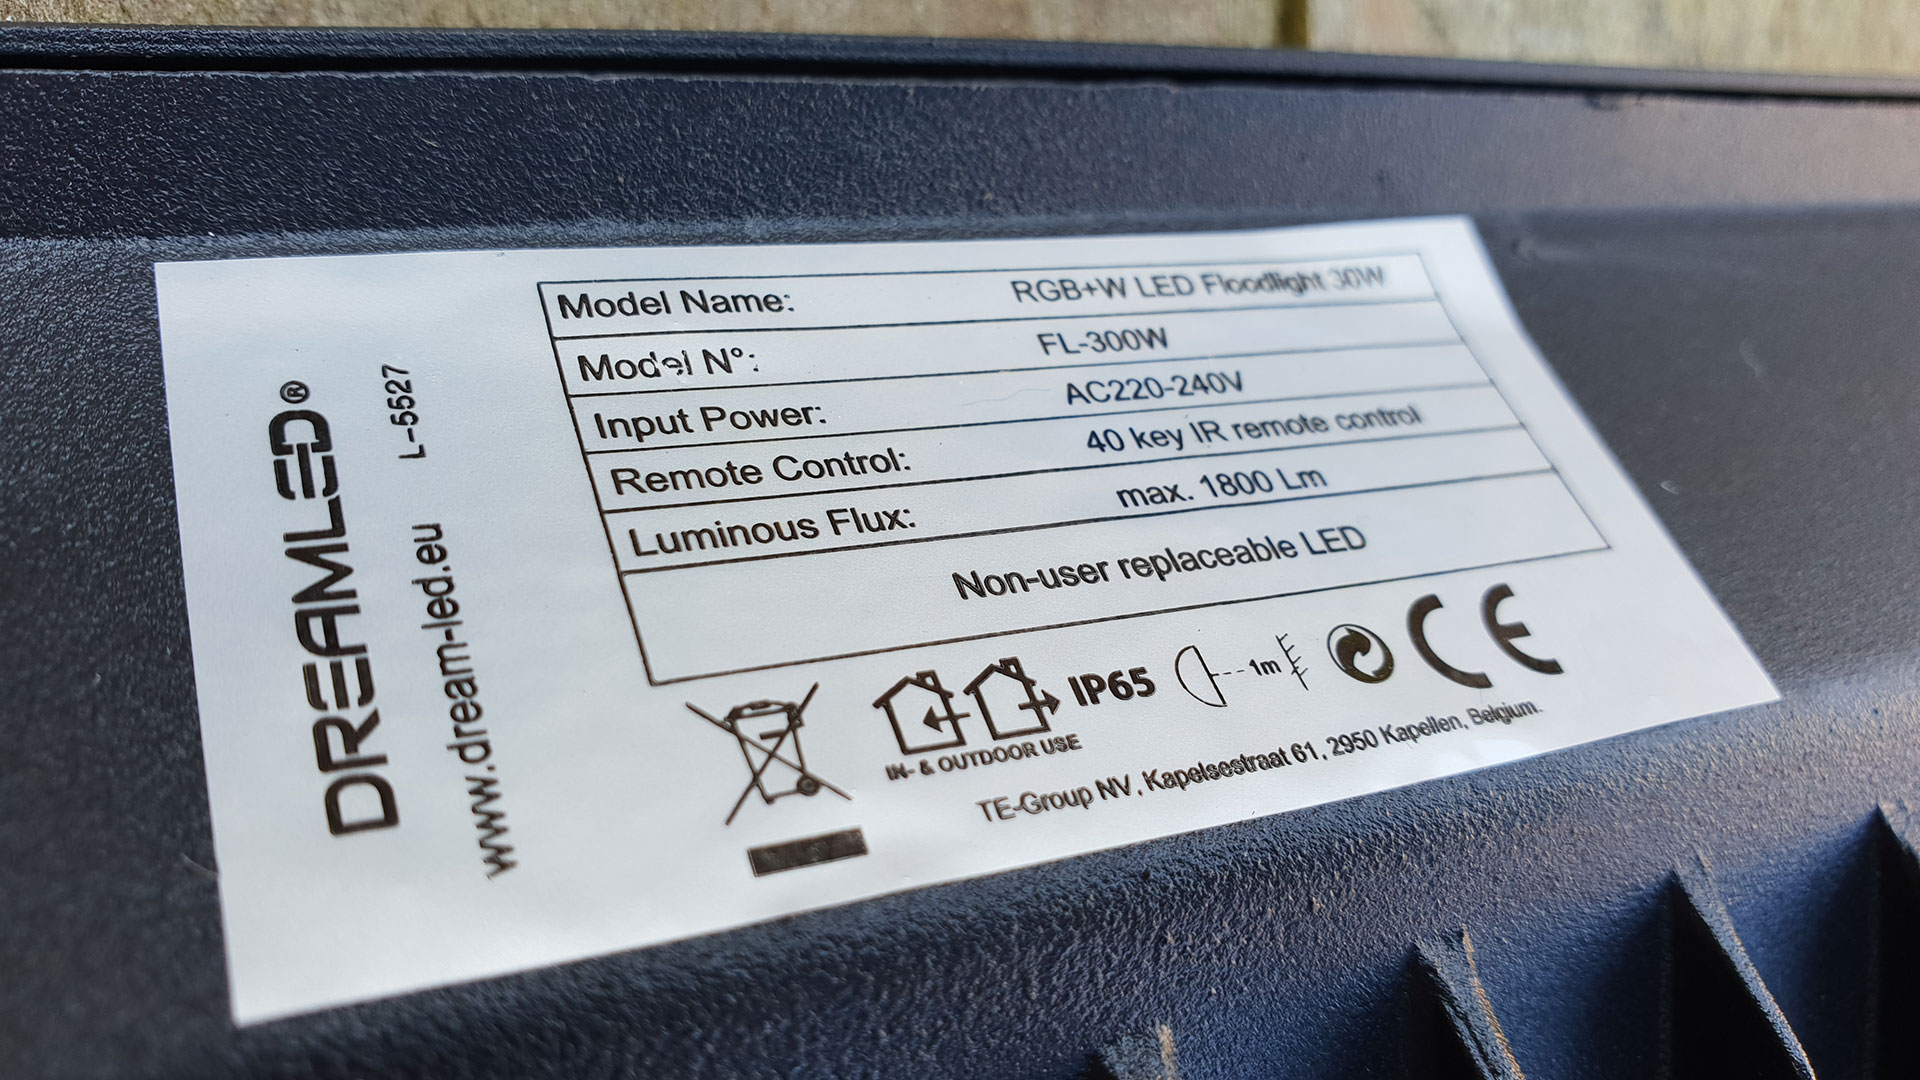 DREAMLED®
www.dream-led.eu L-5527
Model Name: RGB+W LED Floodlight 30W
Model N°: FL-300W
Input Power: AC220-240V
Remote Control: 40 key IR remote control
Luminous Flux: max. 1800 Lm
Non-user replaceable LED
IP65 1m CE
IN- & OUTDOOR USE
TE-Group NV, Kapelsestraat 61, 2950 Kapellen, Belgium.